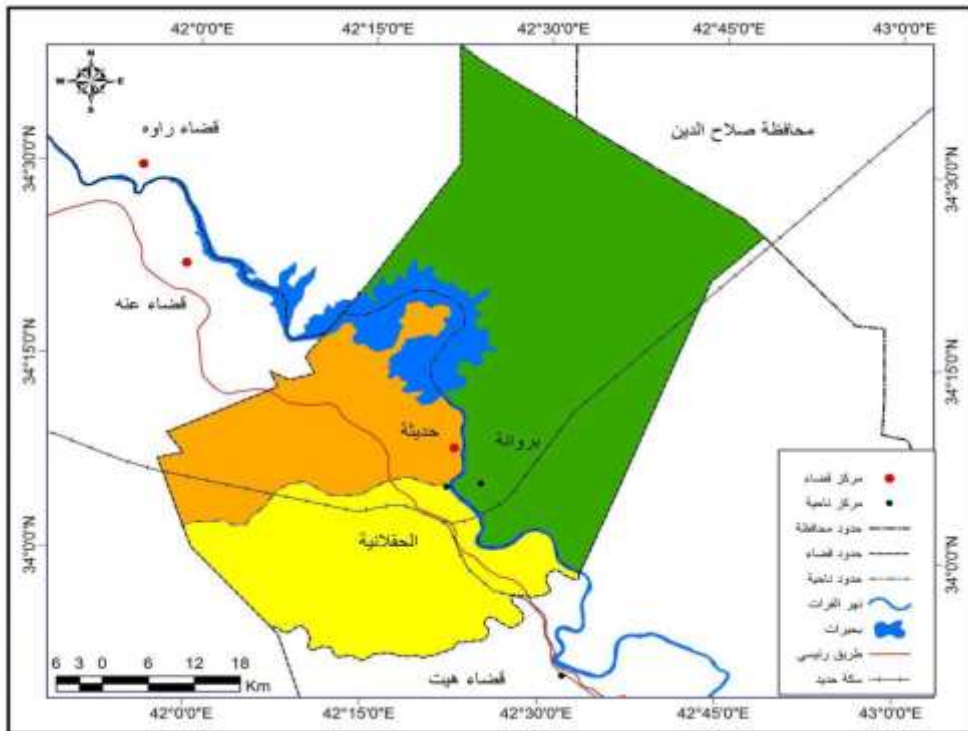 42°0'0"E 42°15'0"E 42°30'0"E 42°45'0"E 43°0'0"E
N
W E
S
قضاء راوه
محافظة صلاح الدين
34°30'0"N
34°30'0"N
قضاء عنه
34°15'0"N
34°15'0"N
حديثة
بروانة
الحقلانية
34°0'0"N
34°0'0"N
قضاء هيت
مركز قضاء
مركز ناحية
حدود محافظة
حدود قضاء
حدود ناحية
نهر الفرات
بحيرات
طريق رئيسي
سكة حديد
6 3 0 6 12 18
Km
42°0'0"E 42°15'0"E 42°30'0"E 42°45'0"E 43°0'0"E